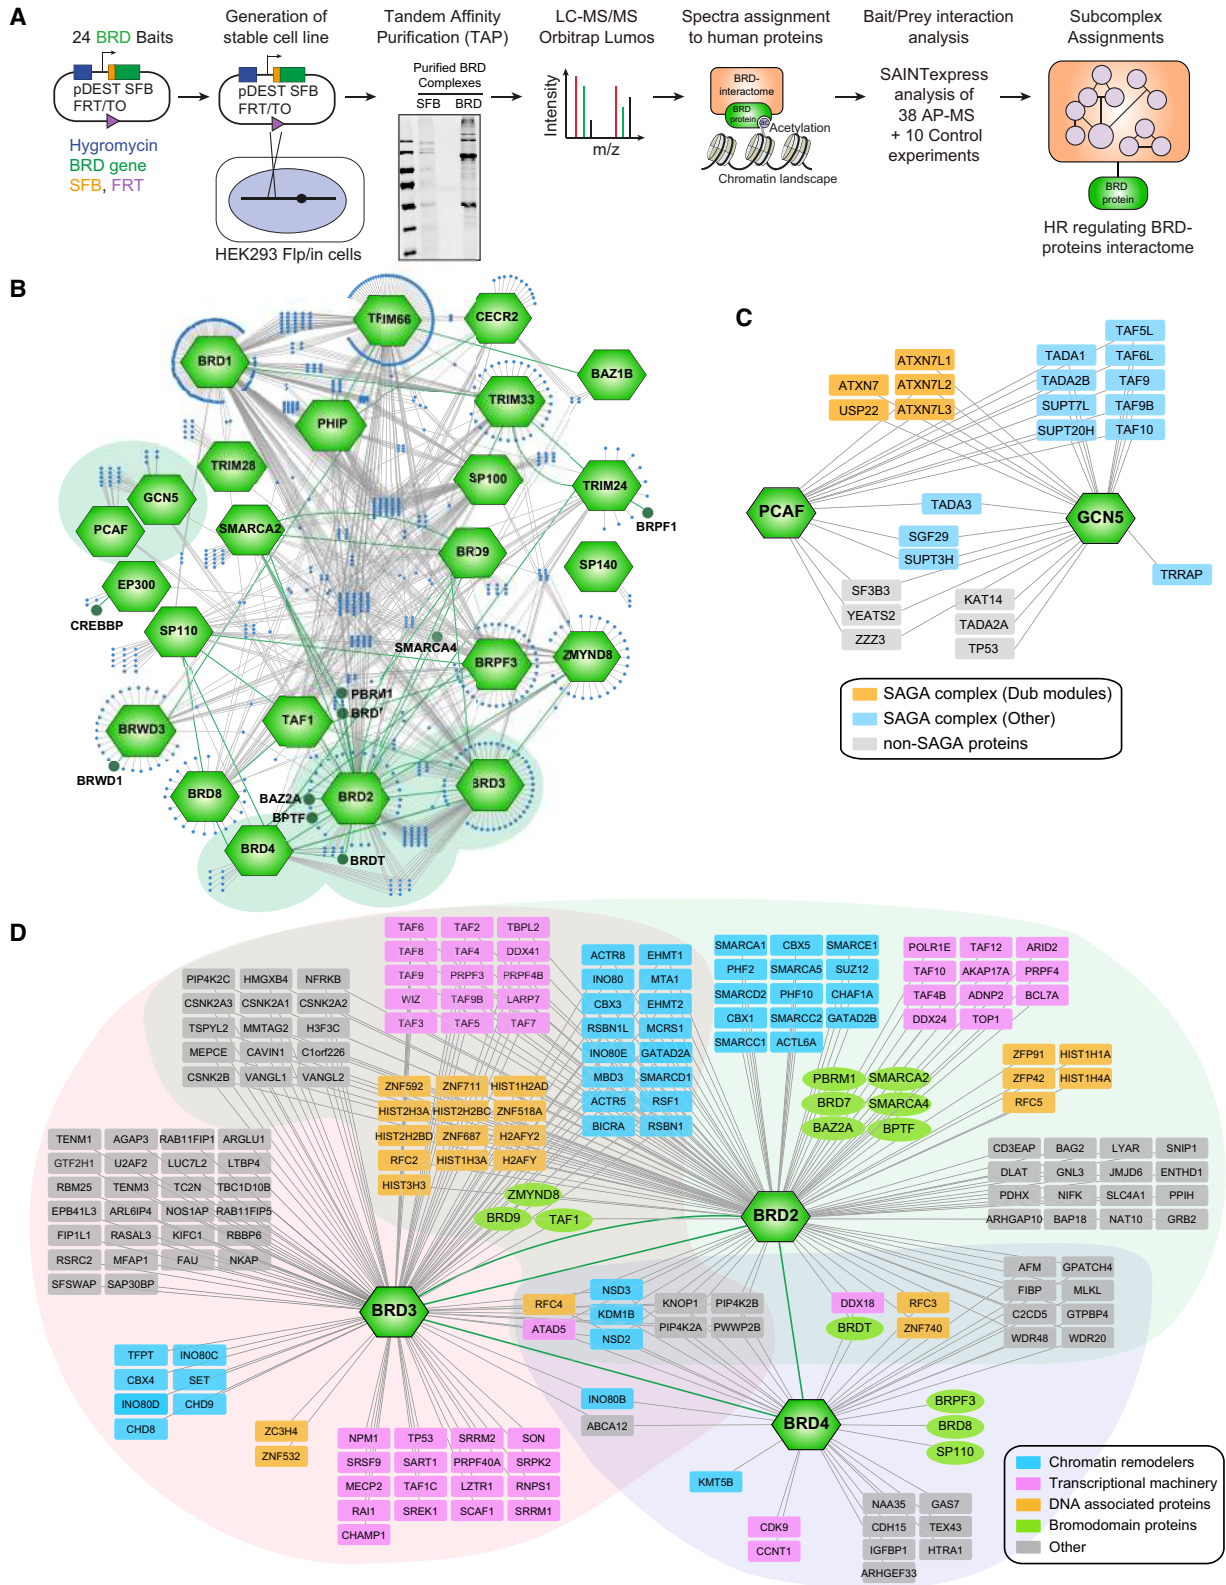 A
24 BRD Baits
pDEST SFB
FRT/TO
Hygromycin
BRD gene
SFB, FRT
Generation of
stable cell line
pDEST SFB
FRT/TO
HEK293 Flp/in cells
Tandem Affinity
Purification (TAP)
Purified BRD
Complexes
SFB BRD
LC-MS/MS
Orbitrap Lumos
Intensity
m/z
Spectra assignment
to human proteins
BRD-
interactome
BRD
protein
Acetylation
Chromatin landscape
Bait/Prey interaction
analysis
SAINTexpress
analysis of
38 AP-MS
+ 10 Control
experiments
Subcomplex
Assignments
BRD
protein
HR regulating BRD-
proteins interactome
B
TRIM66
CECR2
BRD1
BAZ1B
TRIM33
PHIP
TRIM28
SP100
TRIM24
GCN5
BRPF1
PCAF
SMARCA2
BRD9
SP140
EP300
CREBBP
SP110
SMARCA4
BRPF3
ZMYND8
PBRM1
BRD7
TAF1
BRWD3
BRWD1
BRD8
BAZ2A
BRD2
BRD3
BPTF
BRD4
BRDT
C
TAF5L
ATXN7L1
TADA1
TAF6L
ATXN7
ATXN7L2
TADA2B
TAF9
USP22
ATXN7L3
SUPT7L
TAF9B
SUPT20H
TAF10
PCAF
TADA3
GCN5
SGF29
SUPT3H
TRRAP
SF3B3
KAT14
YEATS2
TADA2A
ZZZ3
TP53
SAGA complex (Dub modules)
SAGA complex (Other)
non-SAGA proteins
D
TAF6 TAF2 TBPL2
TAF8 TAF4 DDX41
TAF9 PRPF3 PRPF4B
WIZ TAF9B LARP7
TAF3 TAF5 TAF7
PIP4K2C HMGXB4 NFRKB
CSNK2A3 CSNK2A1 CSNK2A2
TSPYL2 MMTAG2 H3F3C
MEPCE CAVIN1 C1orf226
CSNK2B VANGL1 VANGL2
ACTR8 EHMT1
INO80 MTA1
CBX3 EHMT2
RSBN1L MCRS1
INO80E GATAD2A
MBD3 SMARCD1
ACTR5 RSF1
BICRA RSBN1
SMARCA1 CBX5 SMARCE1
PHF2 SMARCA5 SUZ12
SMARCD2 PHF10 CHAF1A
CBX1 SMARCC2 GATAD2B
SMARCC1 ACTL6A
POLR1E TAF12 ARID2
TAF10 AKAP17A PRPF4
TAF4B ADNP2 BCL7A
DDX24 TOP1
ZFP91 HIST1H1A
ZFP42 HIST1H4A
RFC5
PBRM1 SMARCA2
BRD7 SMARCA4
BAZ2A BPTF
ZNF592 ZNF711 HIST1H2AD
HIST2H3A HIST2H2BC ZNF518A
HIST2H2BD ZNF687 H2AFY2
RFC2 HIST1H3A H2AFY
HIST3H3
ZMYND8
BRD9 TAF1
TENM1 AGAP3 RAB11FIP1 ARGLU1
GTF2H1 U2AF2 LUC7L2 LTBP4
RBM25 TENM3 TC2N TBC1D10B
EPB41L3 ARL6IP4 NOS1AP RAB11FIP5
FIP1L1 RASAL3 KIFC1 RBBP6
RSRC2 MFAP1 FAU NKAP
SFSWAP SAP30BP
CD3EAP BAG2 LYAR SNIP1
DLAT GNL3 JMJD6 ENTHD1
PDHX NIFK SLC4A1 PPIH
ARHGAP10 BAP18 NAT10 GRB2
BRD2
BRD3
AFM GPATCH4
FIBP MLKL
C2CD5 GTPBP4
WDR48 WDR20
RFC4
ATAD5
NSD3
KDM1B
NSD2
KNOP1 PIP4K2B
PIP4K2A PWWP2B
DDX18
BRDT
RFC3
ZNF740
TFPT INO80C
CBX4 SET
INO80D CHD9
CHD8
INO80B
ABCA12
BRD4
BRPF3
BRD8
SP110
ZC3H4
ZNF532
NPM1 TP53 SRRM2 SON
SRSF9 SART1 PRPF40A SRPK2
MECP2 TAF1C LZTR1 RNPS1
RAI1 SREK1 SCAF1 SRRM1
CHAMP1
KMT5B
CDK9
CCNT1
NAA35 GAS7
CDH15 TEX43
IGFBP1 HTRA1
ARHGEF33
Chromatin remodelers
Transcriptional machinery
DNA associated proteins
Bromodomain proteins
Other